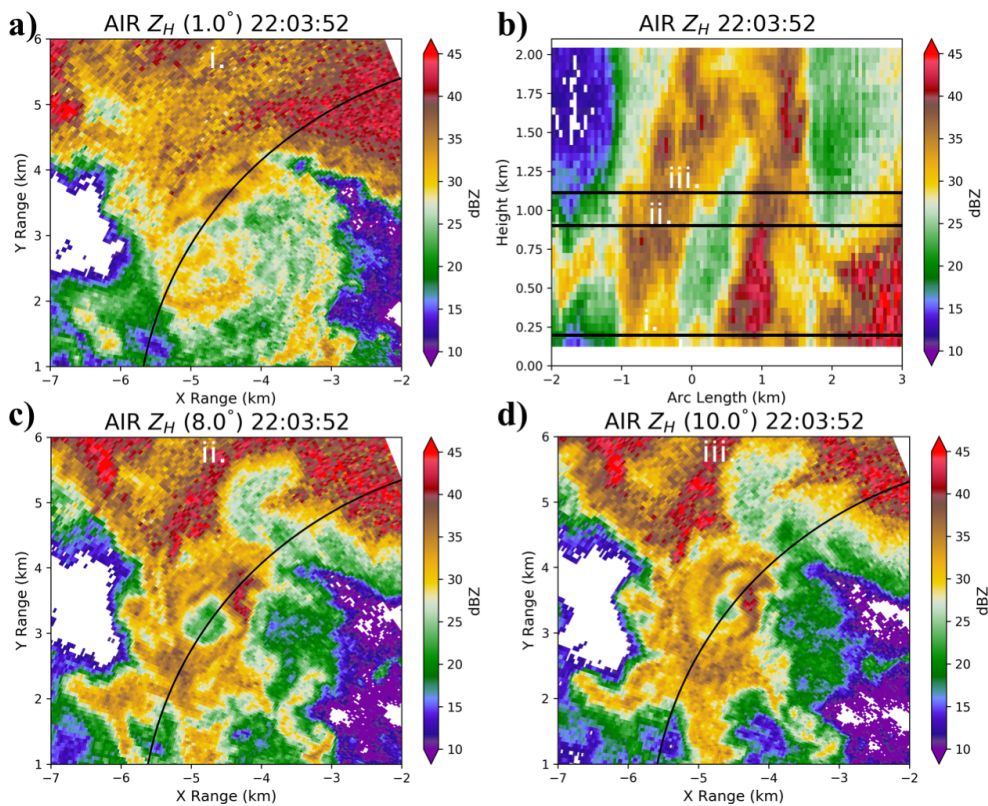 a) AIR Z_H (1.0°) 22:03:52
i.
6
5
4
3
2
1
Y Range (km)
−7 −6 −5 −4 −3 −2
X Range (km)
45
40
35
30
25
20
15
10
dBZ
b) AIR Z_H 22:03:52
2.00
1.75
1.50
1.25
1.00
0.75
0.50
0.25
0.00
Height (km)
iii.
ii.
i.
−2 −1 0 1 2 3
Arc Length (km)
45
40
35
30
25
20
15
10
dBZ
c) AIR Z_H (8.0°) 22:03:52
ii.
6
5
4
3
2
1
Y Range (km)
−7 −6 −5 −4 −3 −2
X Range (km)
45
40
35
30
25
20
15
10
dBZ
d) AIR Z_H (10.0°) 22:03:52
iii.
6
5
4
3
2
1
Y Range (km)
−7 −6 −5 −4 −3 −2
X Range (km)
45
40
35
30
25
20
15
10
dBZ